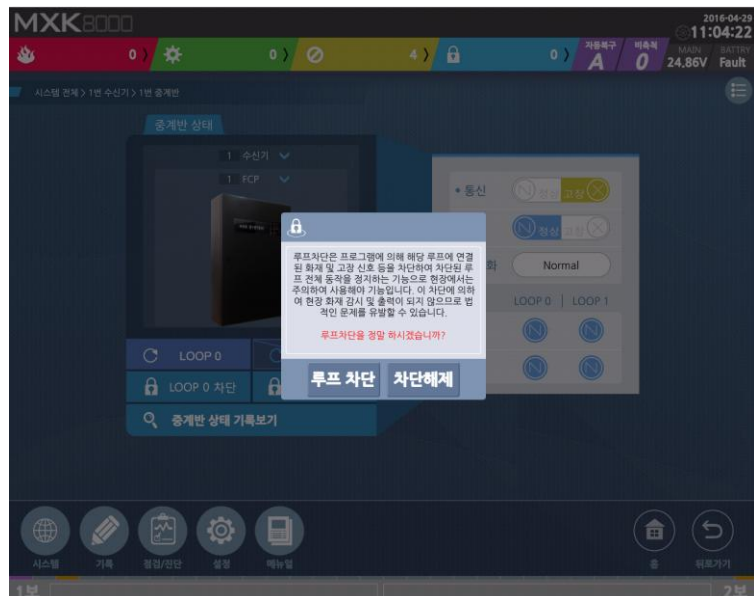 MXK8000
2016-04-29
11:04:22
0 〉 0 〉 4 〉 0 〉
자동복구
A
비축적
0
MAIN
24.86V
BATTRY
Fault
시스템 전체 〉 1번 수신기 〉 1번 중계반
중계반 상태
1 수신기
1 FCP
• 통신
N 정상 고장 X
N 정상 고장 X
화
Normal
LOOP 0 | LOOP 1
N N
N N
루프차단은 프로그램에 의해 해당 루프에 연결
된 화재 및 고장 신호 등을 차단하여 차단된 루
프 전체 동작을 정지하는 기능으로 현장에서는
주의하여 사용해야 기능입니다. 이 차단에 의하
여 현장 화재 감시 및 출력이 되지 않으므로 법
적인 문제를 유발할 수 있습니다.
루프차단을 정말 하시겠습니까?
루프 차단
차단해제
LOOP 0
LOOP 0 차단
중계반 상태 기록보기
시스템
기록
점검/진단
설정
메뉴얼
홈
뒤로가기
1보
2보